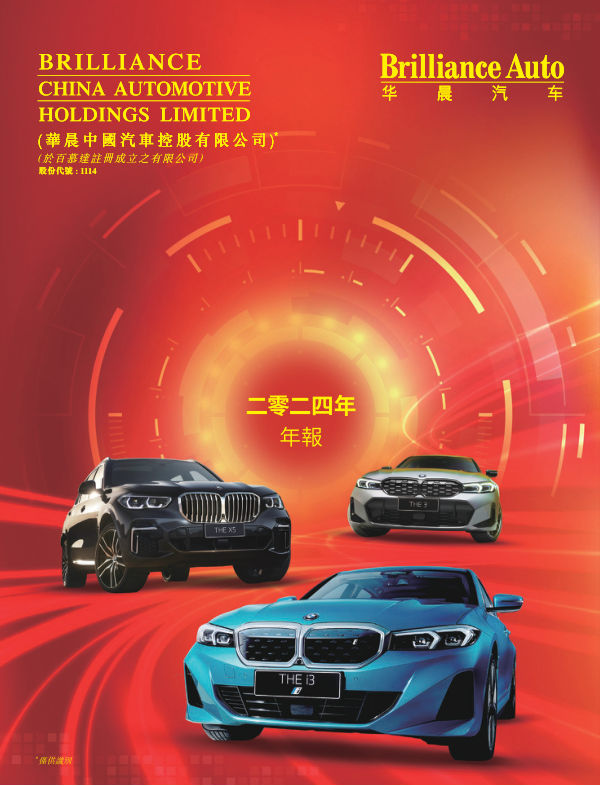 BRILLIANCE
CHINA AUTOMOTIVE
HOLDINGS LIMITED
(華晨中國汽車控股有限公司)*
(於百慕達註冊成立之有限公司)
股份代號 : 1114
Brilliance Auto
华晨汽车
二零二四年
年報
THE X5
THE 3
THE i3
*僅供識別